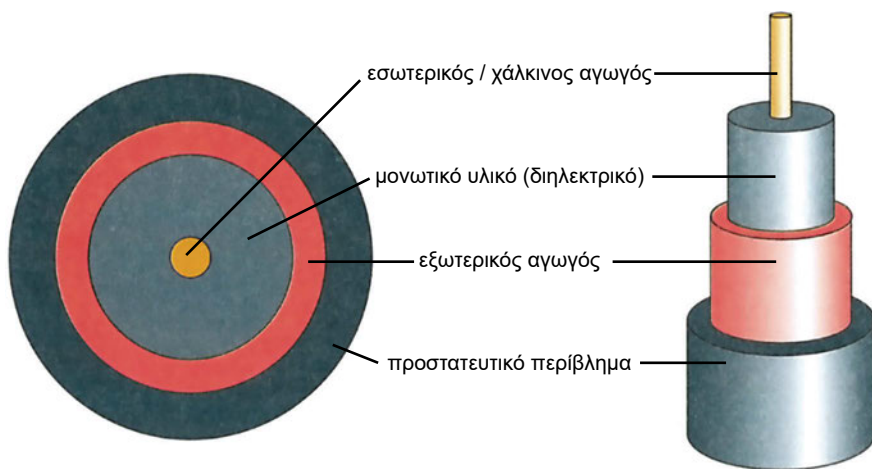 εσωτερικός / χάλκινος αγωγός
μονωτικό υλικό (διηλεκτρικό)
εξωτερικός αγωγός
προστατευτικό περίβλημα